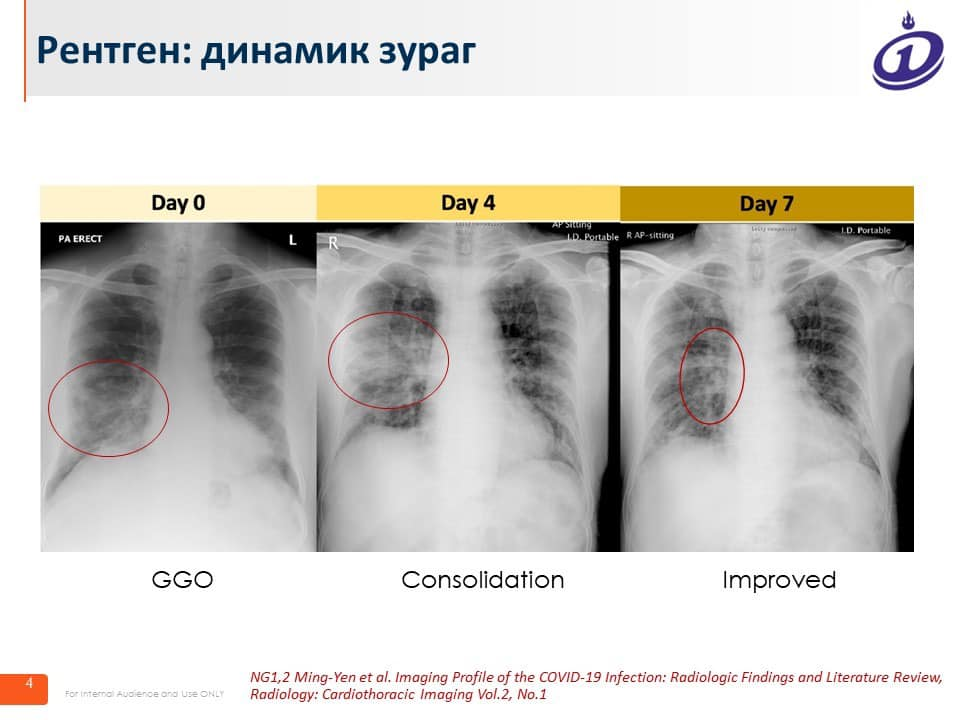 Рентген: динамик зураг
Day 0
Day 4
Day 7
PA ERECT
L
R
AP Sitting
I.D. Portable
R AP-sitting
I.D. Portable
GGO
Consolidation
Improved
4
For Internal Audience and Use ONLY
NG1,2 Ming-Yen et al. Imaging Profile of the COVID-19 Infection: Radiologic Findings and Literature Review,
Radiology: Cardiothoracic Imaging Vol.2, No.1